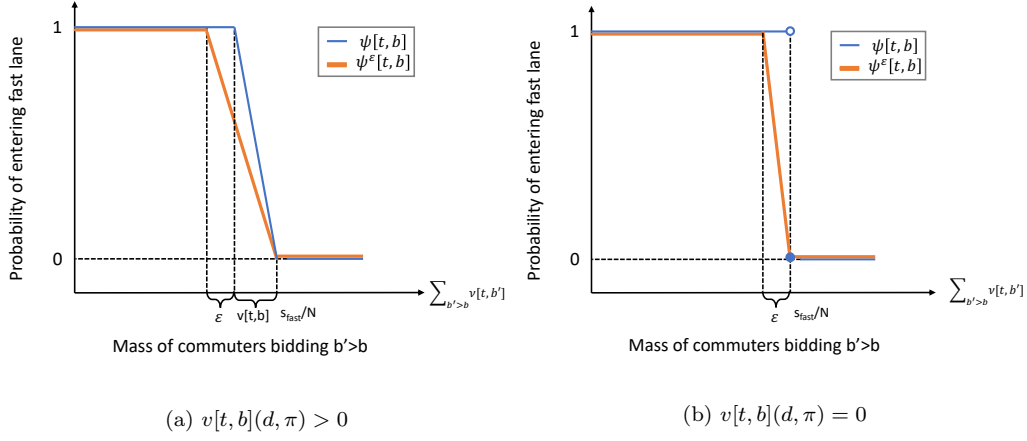 Probability of entering fast lane
1
0
ψ[t, b]
ψ^ε[t, b]
ε
v[t,b]
s_fast/N
∑_{b'>b} v[t, b']
Mass of commuters bidding b'>b
(a) v[t, b](d, π) > 0
Probability of entering fast lane
1
0
ψ[t, b]
ψ^ε[t, b]
ε
s_fast/N
∑_{b'>b} v[t, b']
Mass of commuters bidding b'>b
(b) v[t, b](d, π) = 0